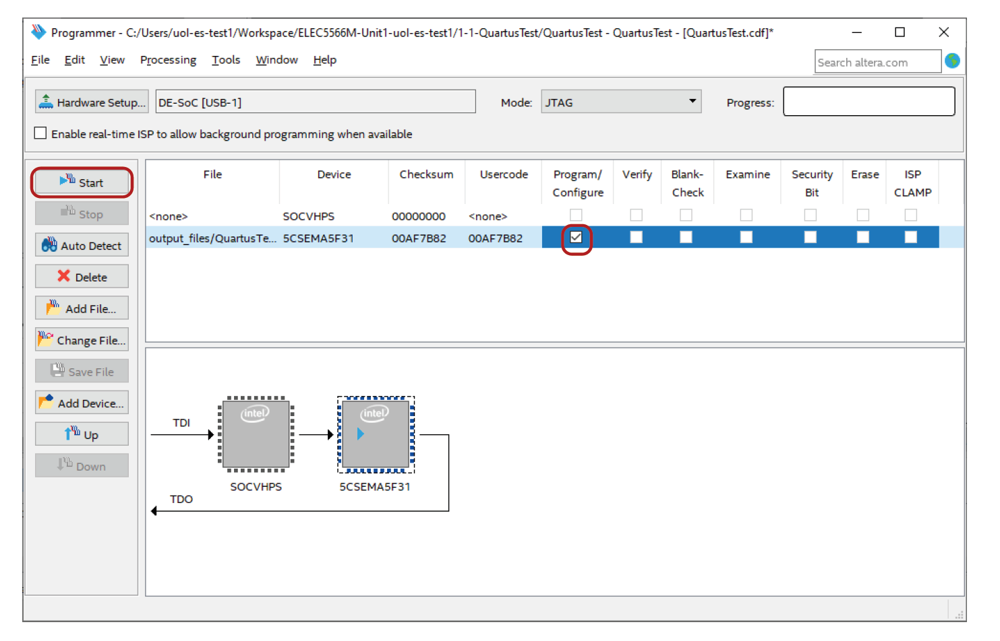 Programmer - C:/Users/uol-es-test1/Workspace/ELEC5566M-Unit1-uol-es-test1/1-1-QuartusTest/QuartusTest - QuartusTest - [QuartusTest.cdf]*
File Edit View Processing Tools Window Help
Search altera.com
Hardware Setup... DE-SoC [USB-1] Mode: JTAG Progress:
Enable real-time ISP to allow background programming when available
Start
Stop
Auto Detect
Delete
Add File...
Change File...
Save File
Add Device...
Up
Down
File Device Checksum Usercode Program/ Verify Blank- Examine Security Erase ISP
Configure Check Bit CLAMP
<none> SOCVHPS 00000000 <none>
output_files/QuartusTe... 5CSEMA5F31 00AF7B82 00AF7B82
intel intel
TDI
SOCVHPS 5CSEMA5F31
TDO